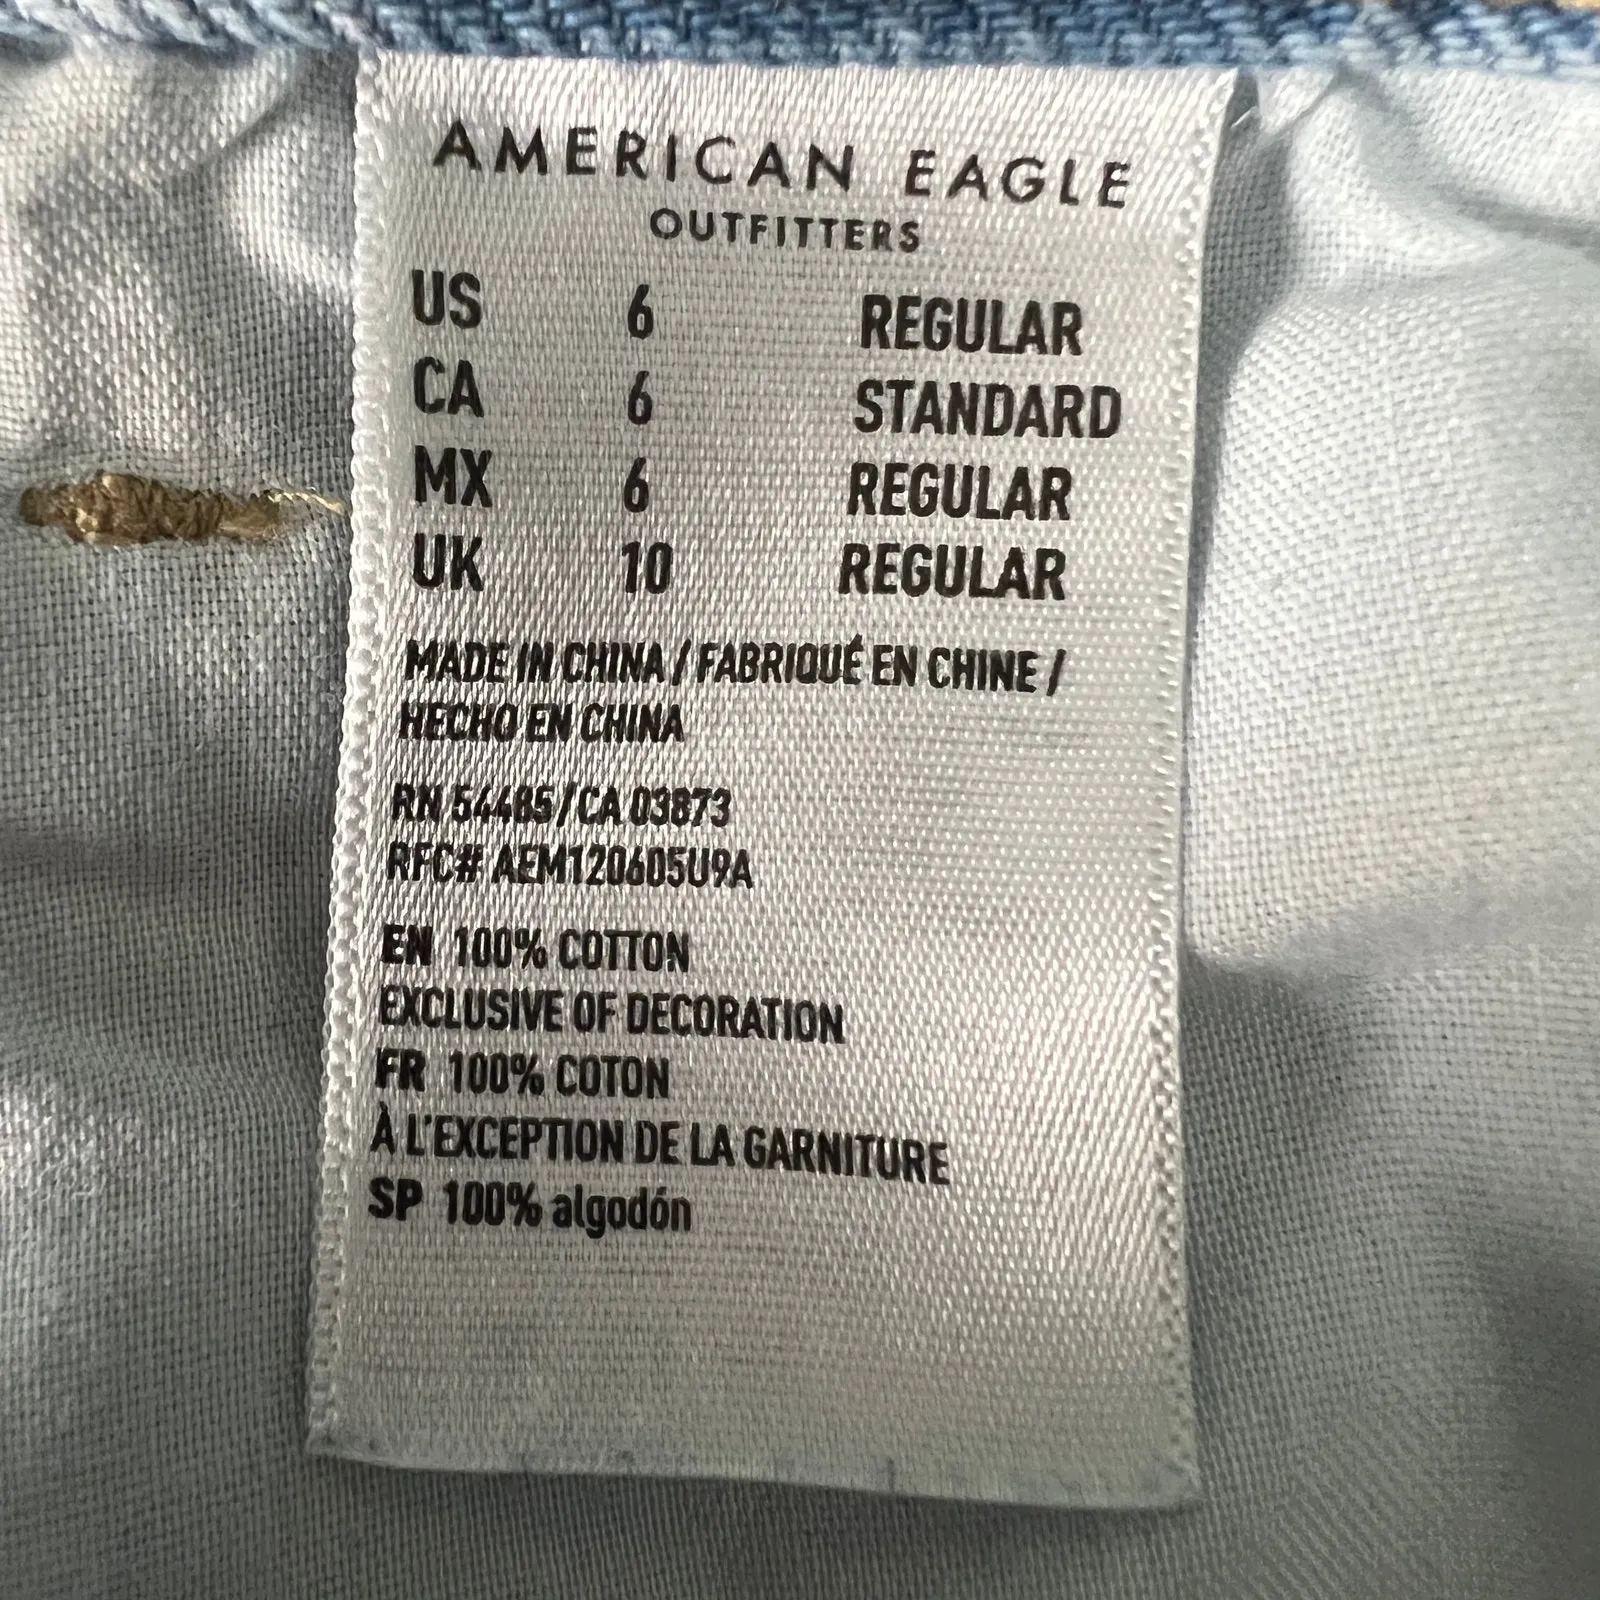 AMERICAN EAGLE
OUTFITTERS
US 6 REGULAR
CA 6 STANDARD
MX 6 REGULAR
UK 10 REGULAR
MADE IN CHINA / FABRIQUÉ EN CHINE /
HECHO EN CHINA
RN 54485 / CA 03873
RFC# AEM120605U9A
EN 100% COTTON
EXCLUSIVE OF DECORATION
FR 100% COTON
À L'EXCEPTION DE LA GARNITURE
SP 100% algodón